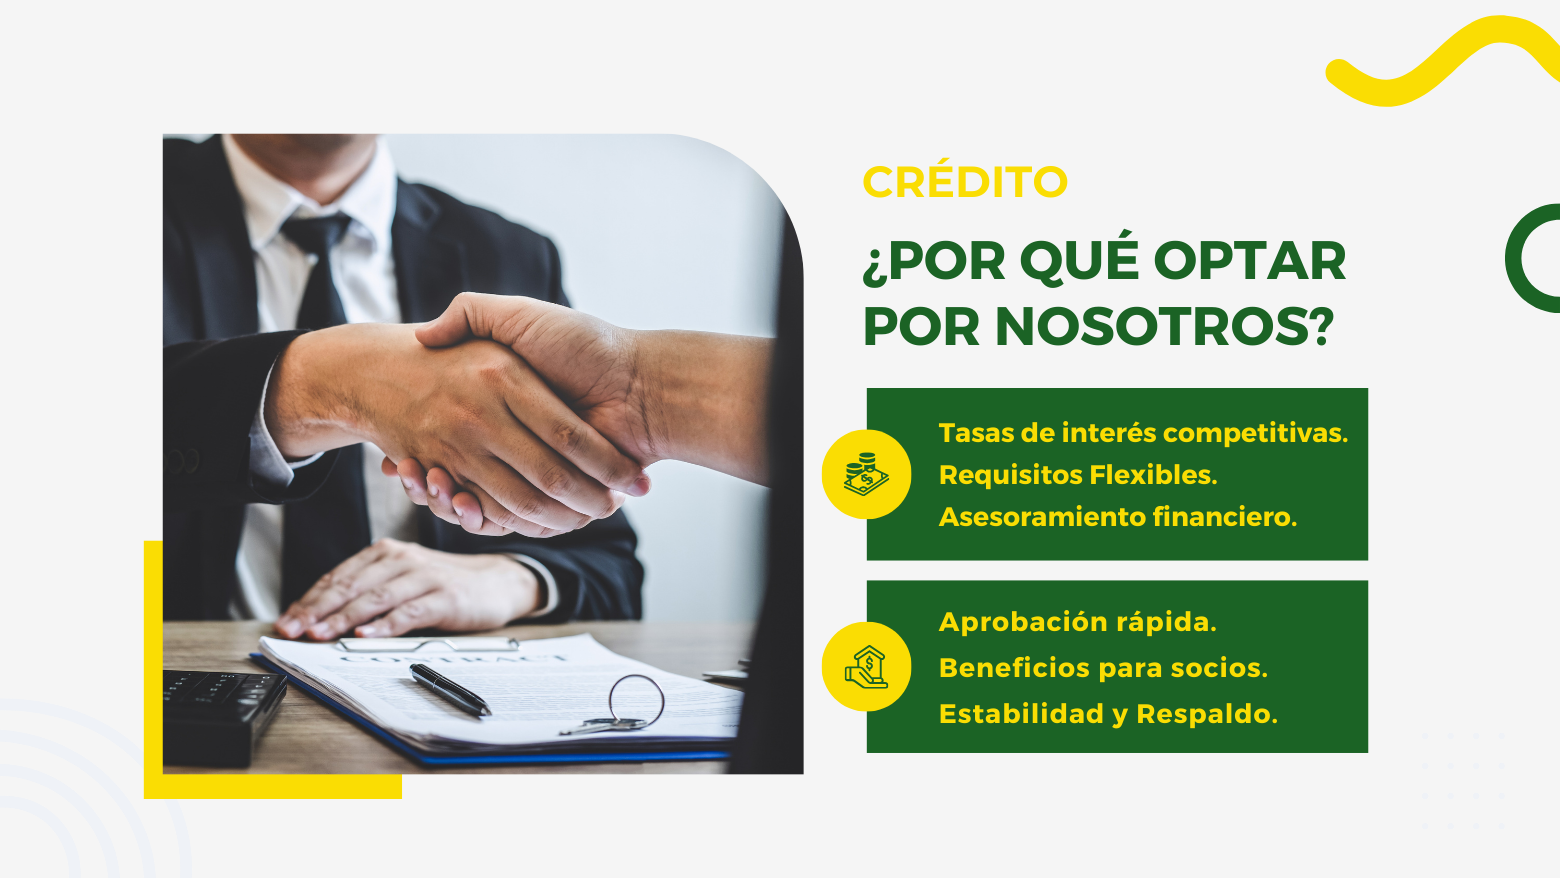 CRÉDITO
¿POR QUÉ OPTAR
POR NOSOTROS?
Tasas de interés competitivas.
Requisitos Flexibles.
Asesoramiento financiero.
Aprobación rápida.
Beneficios para socios.
Estabilidad y Respaldo.
CONTRACT